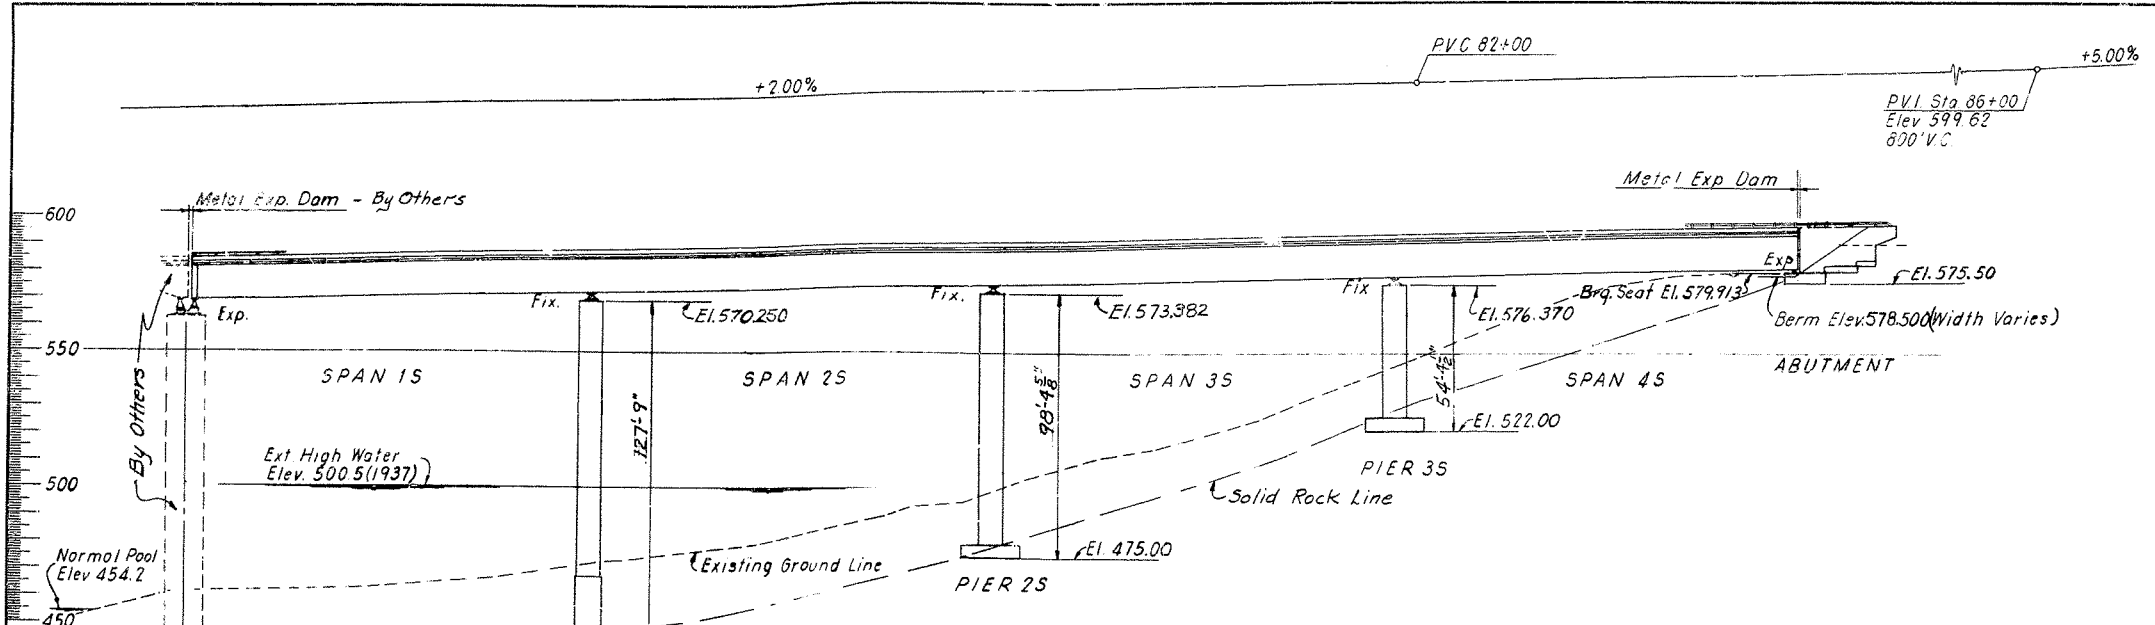 P.V.C 82+00
+2.00%
+5.00%
P.V.I. Sta. 86+00
Elev 599.62
800' V.C.
Metal Exp. Dam - By Others
Metal Exp Dam
600
Exp
El. 575.50
Fix.
Fix.
Fix
Exp.
El. 570.250
El. 573.382
El. 576.370
Brg. Seat El. 579.913
Berm Elev. 578.500 (Width Varies)
550
SPAN 1S
SPAN 2S
SPAN 3S
SPAN 4S
ABUTMENT
By Others
127'-9"
98'-4 5/8"
54'-4 1/2"
El. 522.00
Ext High Water
Elev. 500.5 (1937)
PIER 3S
500
Solid Rock Line
Normal Pool
Elev 454.2
Existing Ground Line
El. 475.00
PIER 2S
450